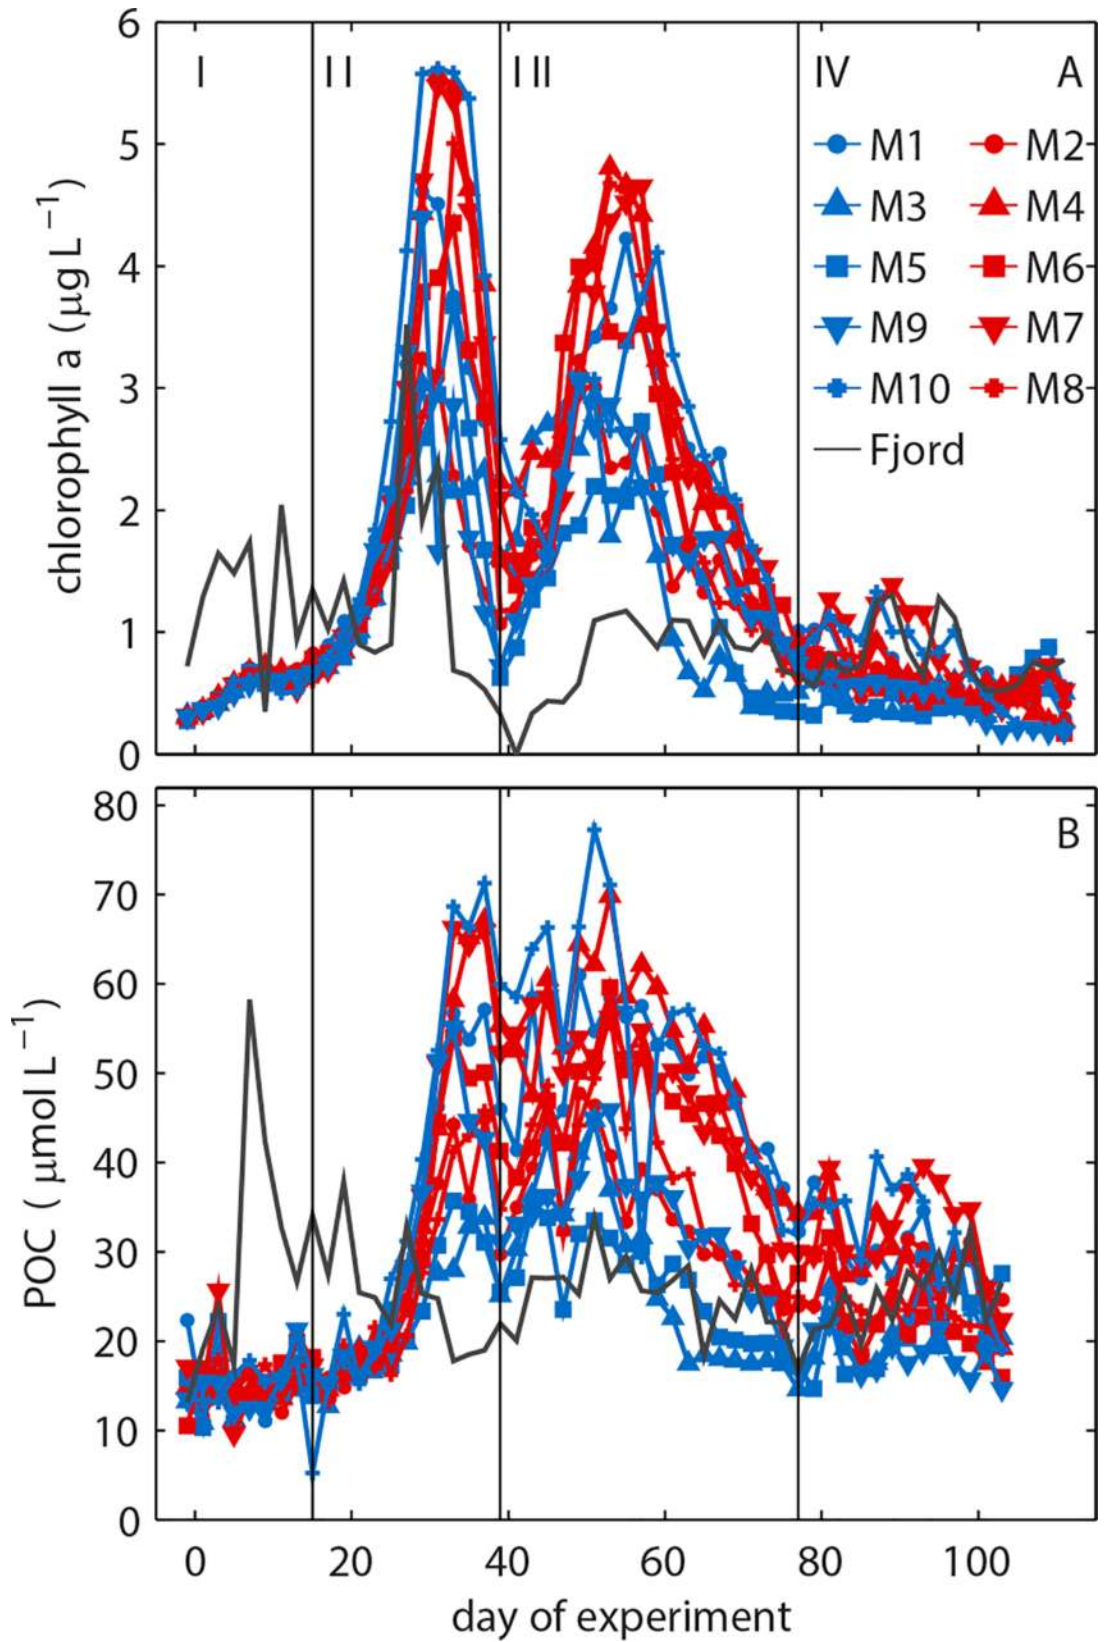 6
I II III IV A
5
M1 M2
M3 M4
4
M5 M6
M9 M7
3
M10 M8
Fjord
2
1
0
chlorophyll a (μg L⁻¹)
80
B
70
60
50
40
30
20
10
0
POC (μmol L⁻¹)
0 20 40 60 80 100
day of experiment